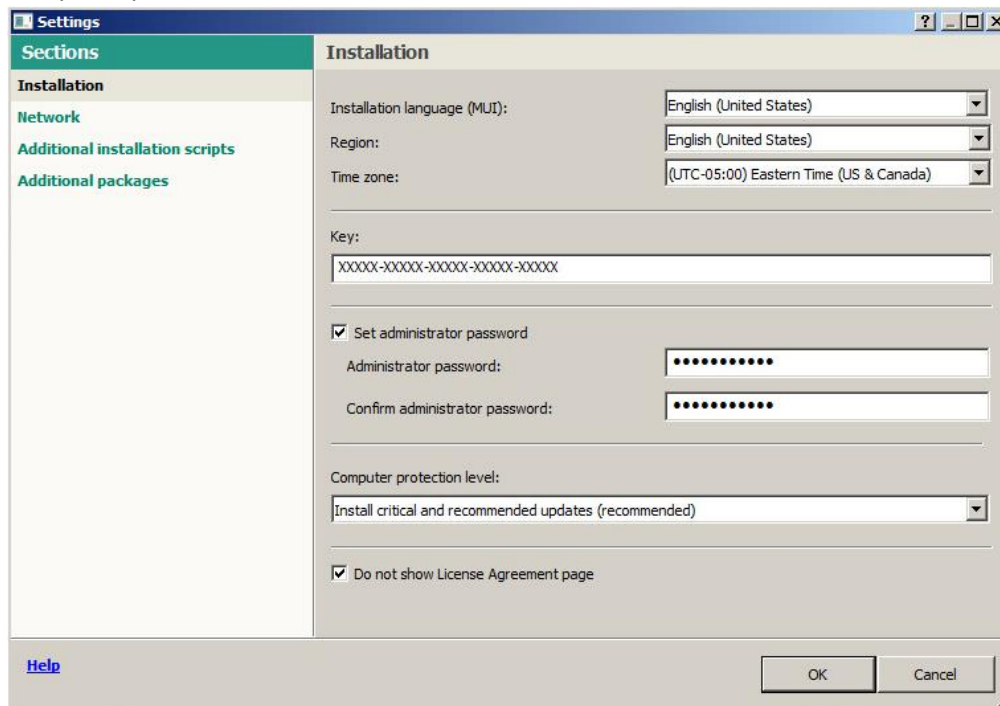 Settings
Sections
Installation
Installation
Network
Additional installation scripts
Additional packages
Installation language (MUI):
English (United States)
Region:
English (United States)
Time zone:
(UTC-05:00) Eastern Time (US & Canada)
Key:
XXXXX-XXXXX-XXXXX-XXXXX-XXXXX
Set administrator password
Administrator password:
●●●●●●●●●●●
Confirm administrator password:
●●●●●●●●●●●
Computer protection level:
Install critical and recommended updates (recommended)
Do not show License Agreement page
Help
OK
Cancel